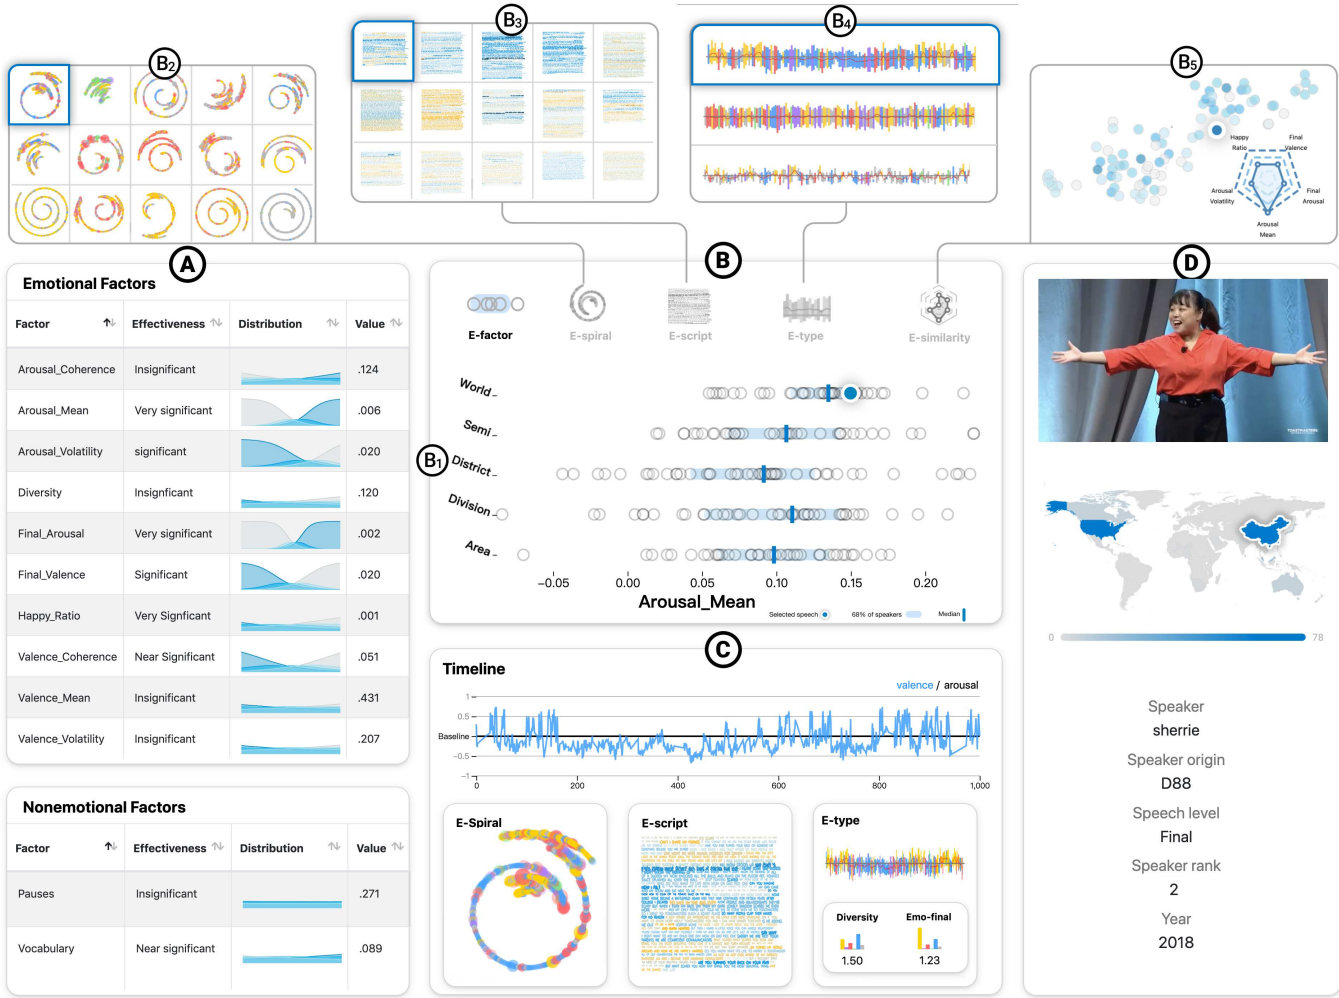 B2
B3
B4
B5
Happy
Ratio
Final
Valence
Arousal
Volatility
Final
Arousal
Arousal
Mean
A
Emotional Factors
Factor Effectiveness Distribution Value
Arousal_Coherence Insignificant .124
Arousal_Mean Very significant .006
Arousal_Volatility significant .020
Diversity Insignficant .120
Final_Arousal Very significant .002
Final_Valence Significant .020
Happy_Ratio Very Signficant .001
Valence_Coherence Near Significant .051
Valence_Mean Insignificant .431
Valence_Volatility Insignificant .207
Nonemotional Factors
Factor Effectiveness Distribution Value
Pauses Insignificant .271
Vocabulary Near significant .089
B
E-factor E-spiral E-script E-type E-similarity
B1
World
Semi
District
Division
Area
−0.05 0.00 0.05 0.10 0.15 0.20
Arousal_Mean
Selected speech 68% of speakers Median
C
Timeline
valence / arousal
1
0.5
Baseline
−0.5
−1
0 200 400 600 800 1,000
E-Spiral
E-script
E-type
Diversity Emo-final
1.50 1.23
D
TOASTMASTERS
0 78
Speaker
sherrie
Speaker origin
D88
Speech level
Final
Speaker rank
2
Year
2018